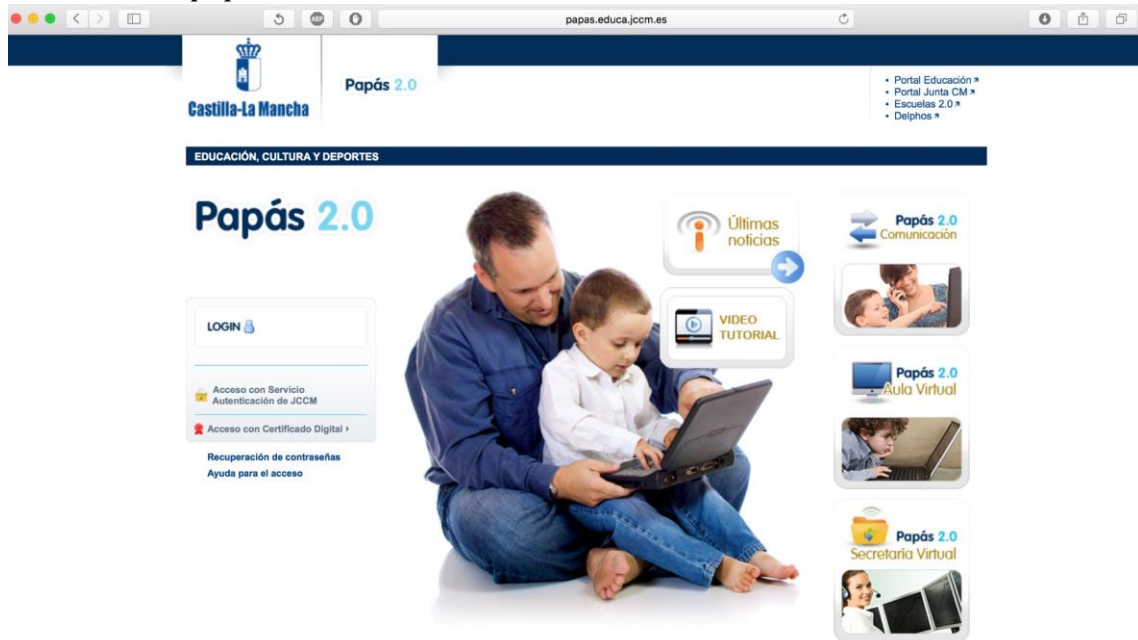 papas.educa.jccm.es
ABP
Castilla-La Mancha
Papás 2.0
Portal Educación
Portal Junta CM
Escuelas 2.0
Delphos
EDUCACIÓN, CULTURA Y DEPORTES
Papás 2.0
LOGIN
Acceso con Servicio
Autenticación de JCCM
Acceso con Certificado Digital
Recuperación de contraseñas
Ayuda para el acceso
Últimas
noticias
VIDEO
TUTORIAL
Papás 2.0
Comunicación
Papás 2.0
Aula Virtual
Papás 2.0
Secretaría Virtual